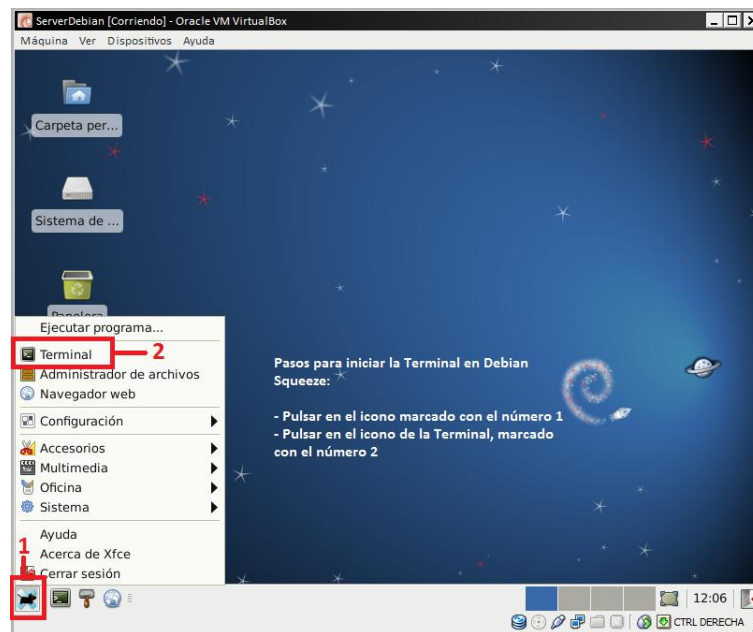 ServerDebian [Corriendo] - Oracle VM VirtualBox
Máquina Ver Dispositivos Ayuda
Carpeta per...
Sistema de ...
Papelera
Ejecutar programa...
Terminal
2
Administrador de archivos
Navegador web
Configuración
Accesorios
Multimedia
Oficina
Sistema
Ayuda
Acerca de Xfce
Cerrar sesión
1
Pasos para iniciar la Terminal en Debian
Squeeze:
- Pulsar en el icono marcado con el número 1
- Pulsar en el icono de la Terminal, marcado
con el número 2
12:06
CTRL DERECHA